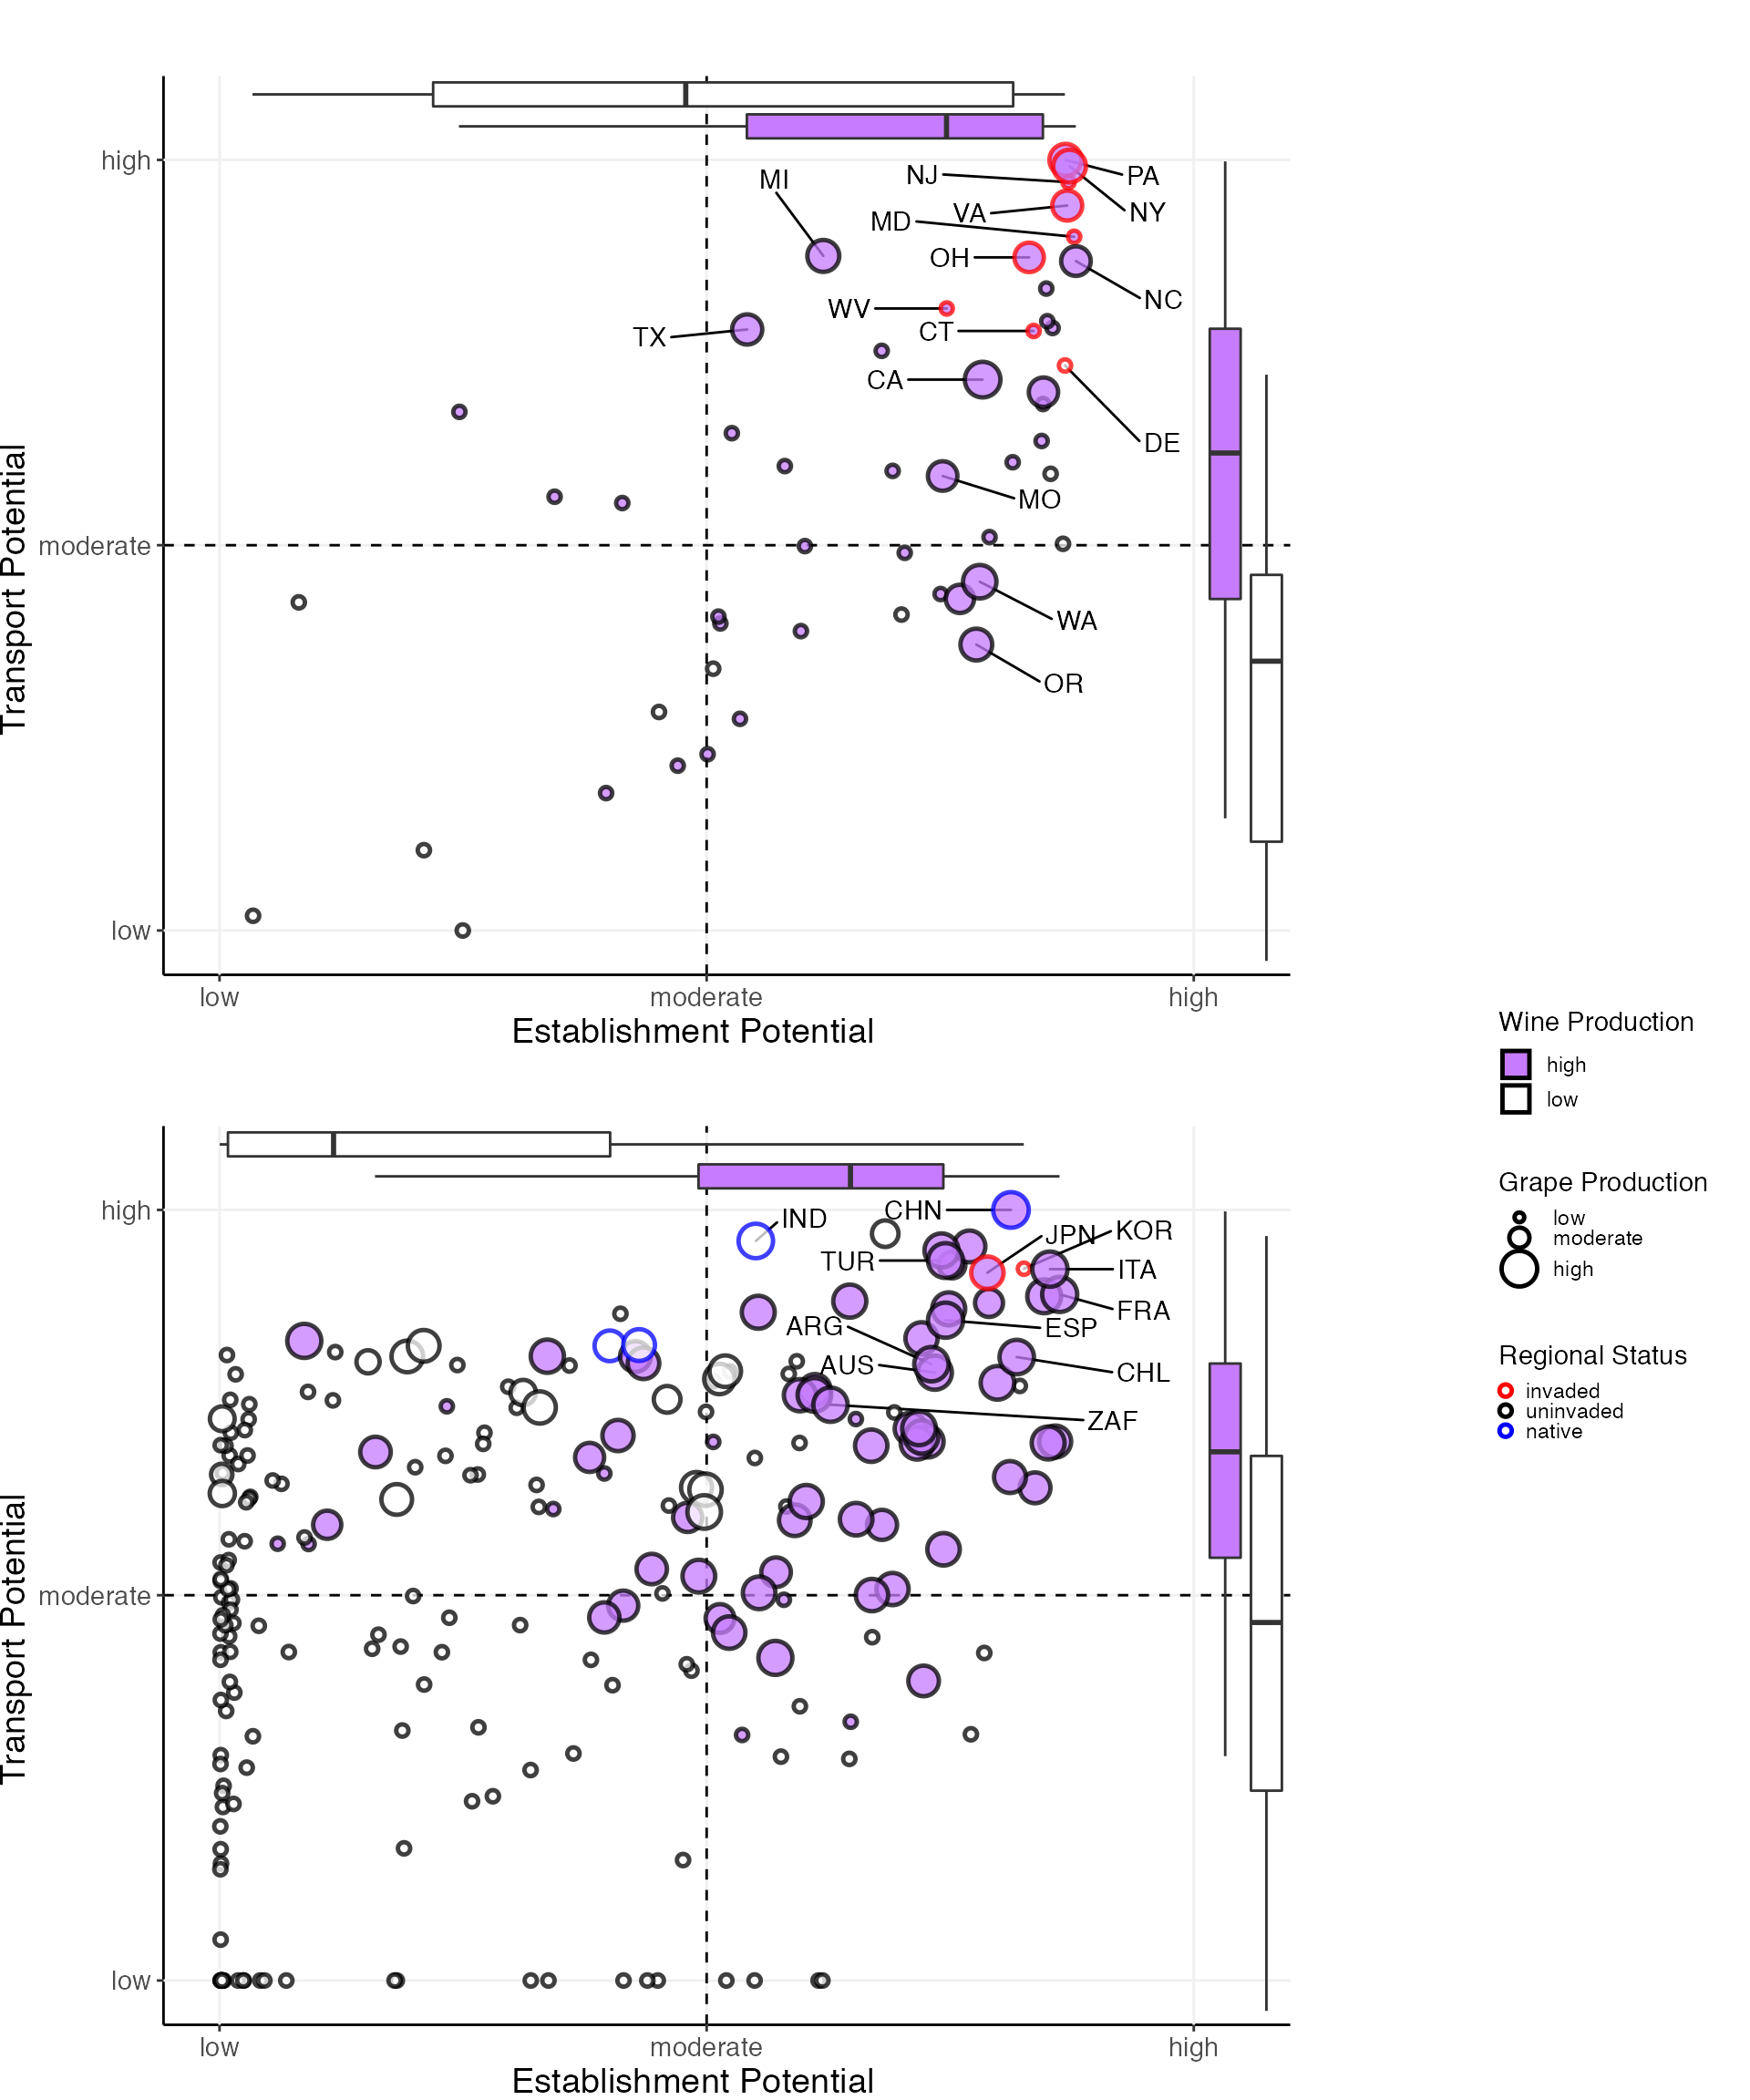 high
moderate
low
Transport Potential
MI
NJ
PA
VA
NY
MD
OH
NC
WV
CT
TX
CA
DE
MO
WA
OR
low
moderate
high
Establishment Potential
Wine Production
high
low
Grape Production
low
moderate
high
Regional Status
invaded
uninvaded
native
high
moderate
low
Transport Potential
IND
CHN
JPN
KOR
TUR
ITA
FRA
ARG
ESP
AUS
CHL
ZAF
low
moderate
high
Establishment Potential